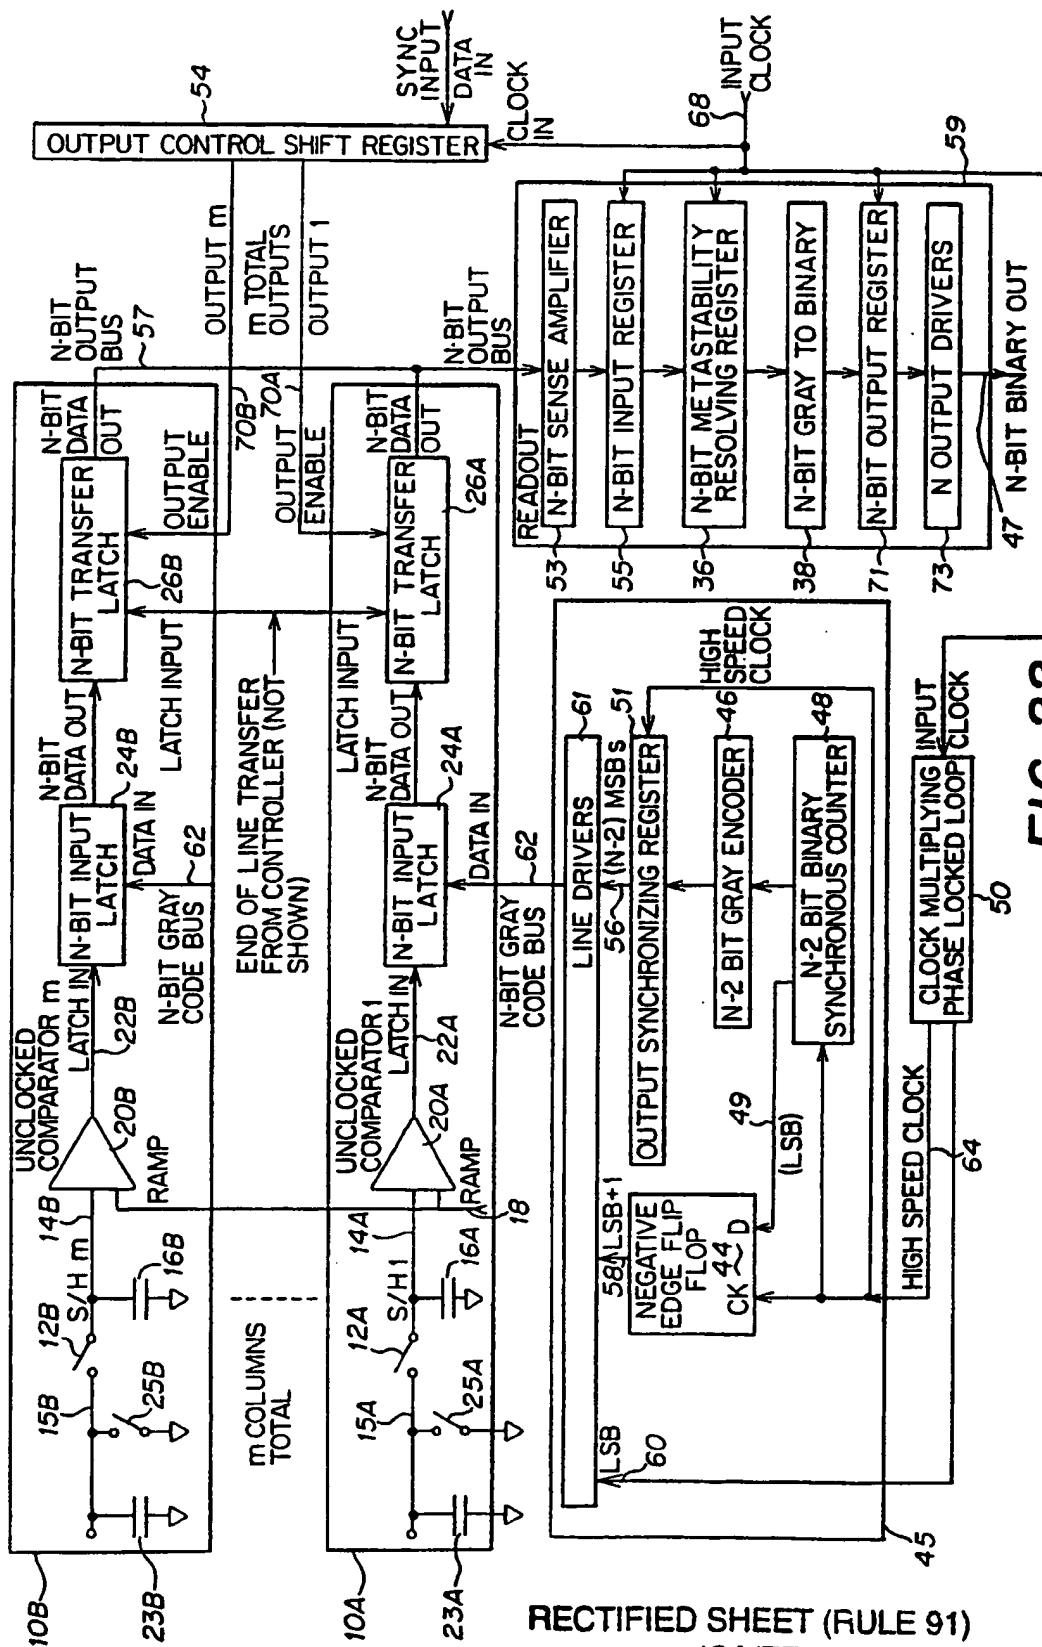 10B
23B
15B
25B
12B
S/H m
16B
14B
UNCLOCKED
COMPARATOR m
20B
RAMP
LATCH IN
22B
N-BIT INPUT
LATCH
24B
DATA IN
62
N-BIT GRAY
CODE BUS
N-BIT
DATA OUT
LATCH INPUT
N-BIT TRANSFER
LATCH
26B
OUTPUT
ENABLE
N-BIT
DATA
OUT
N-BIT
OUTPUT
BUS
57
m COLUMNS
TOTAL
END OF LINE TRANSFER
FROM CONTROLLER (NOT
SHOWN)
70B
70A
OUTPUT m
m TOTAL
OUTPUTS
OUTPUT 1
OUTPUT CONTROL SHIFT REGISTER
54
SYNC
INPUT
DATA
IN
CLOCK
IN
10A
23A
15A
25A
12A
S/H 1
16A
14A
18
UNCLOCKED
COMPARATOR 1
20A
RAMP
LATCH IN
22A
N-BIT INPUT
LATCH
24A
DATA IN
62
N-BIT GRAY
CODE BUS
N-BIT
DATA OUT
LATCH INPUT
N-BIT TRANSFER
LATCH
26A
OUTPUT
ENABLE
N-BIT
DATA
OUT
N-BIT
OUTPUT
BUS
45
LSB
60
LINE DRIVERS
61
58
LSB+1
NEGATIVE
EDGE FLIP
FLOP
44
CK
D
56
(N-2) MSBs
OUTPUT SYNCHRONIZING REGISTER
51
HIGH
SPEED
CLOCK
N-2 BIT GRAY ENCODER
46
N-2 BIT BINARY
SYNCHRONOUS COUNTER
48
49
(LSB)
HIGH SPEED CLOCK
64
CLOCK MULTIPLYING
PHASE LOCKED LOOP
50
INPUT
CLOCK
READOUT
53
N-BIT SENSE AMPLIFIER
55
N-BIT INPUT REGISTER
36
N-BIT METASTABILITY
RESOLVING REGISTER
38
N-BIT GRAY TO BINARY
71
N-BIT OUTPUT REGISTER
73
N OUTPUT DRIVERS
47
N-BIT BINARY OUT
59
68
INPUT
CLOCK
RECTIFIED SHEET (RULE 91)